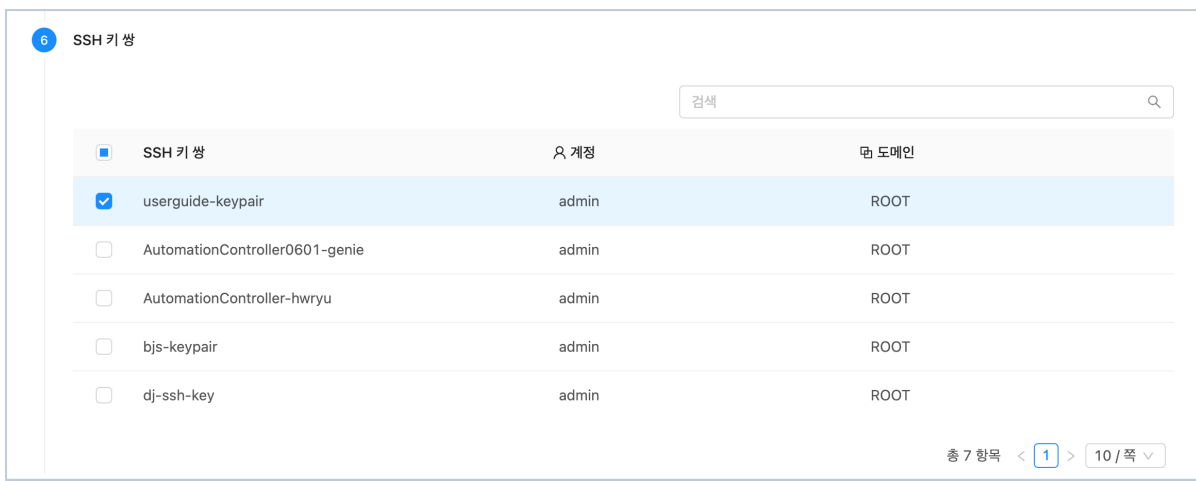 6 SSH 키 쌍
검색
SSH 키 쌍 계정 도메인
userguide-keypair admin ROOT
AutomationController0601-genie admin ROOT
AutomationController-hwryu admin ROOT
bjs-keypair admin ROOT
dj-ssh-key admin ROOT
총 7 항목 < 1 > 10 / 쪽